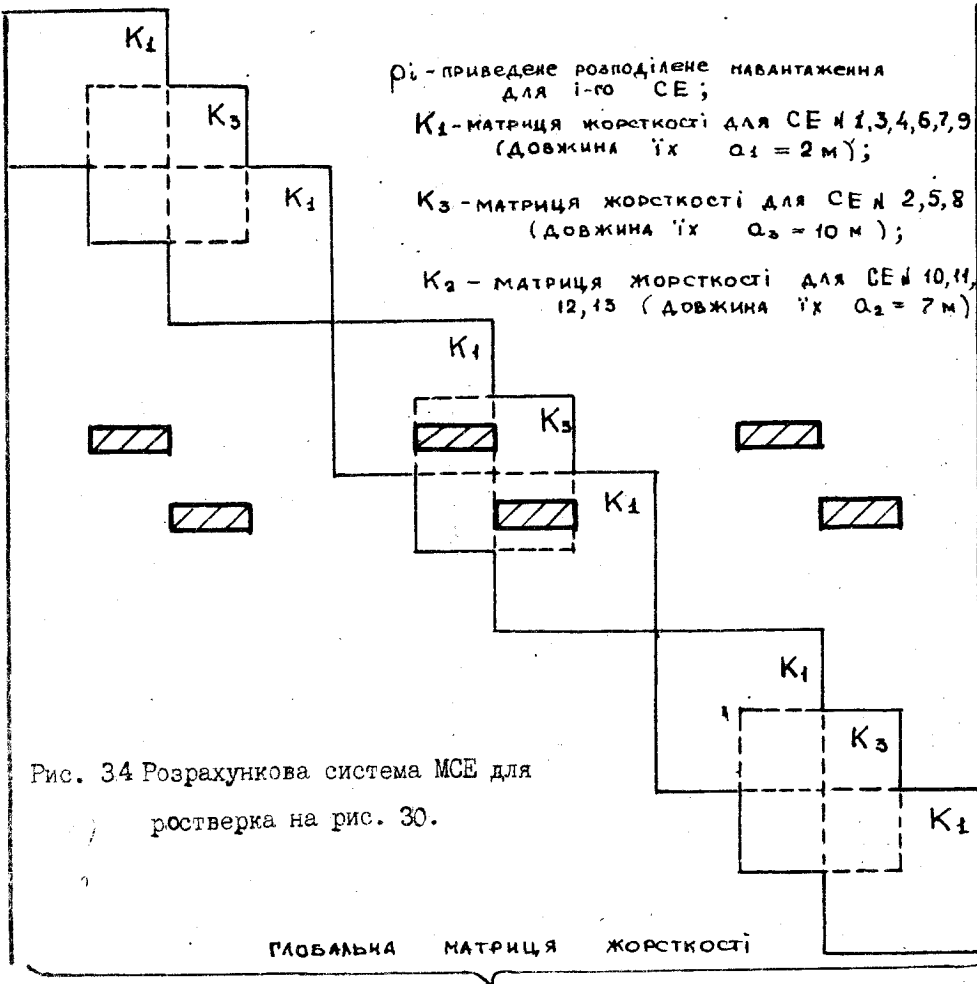 K₁
ρi - приведене розподілене навантаження
для і-го СЕ;
K₃
K₁ - матриця жорсткості для СЕ № 1,3,4,6,7,9
(довжина їх a₁ = 2 м);
K₁
K₃ - матриця жорсткості для СЕ № 2,5,8
(довжина їх a₃ = 10 м);
K₂ - матриця жорсткості для СЕ № 10,11,
12,13 (довжина їх a₂ = 7 м)
K₁
K₃
K₁
K₁
K₃
Рис. 34 Розрахункова система МСЕ для
ростверка на рис. 30.
K₁
ГЛОБАЛЬНА МАТРИЦЯ ЖОРСТКОСТІ